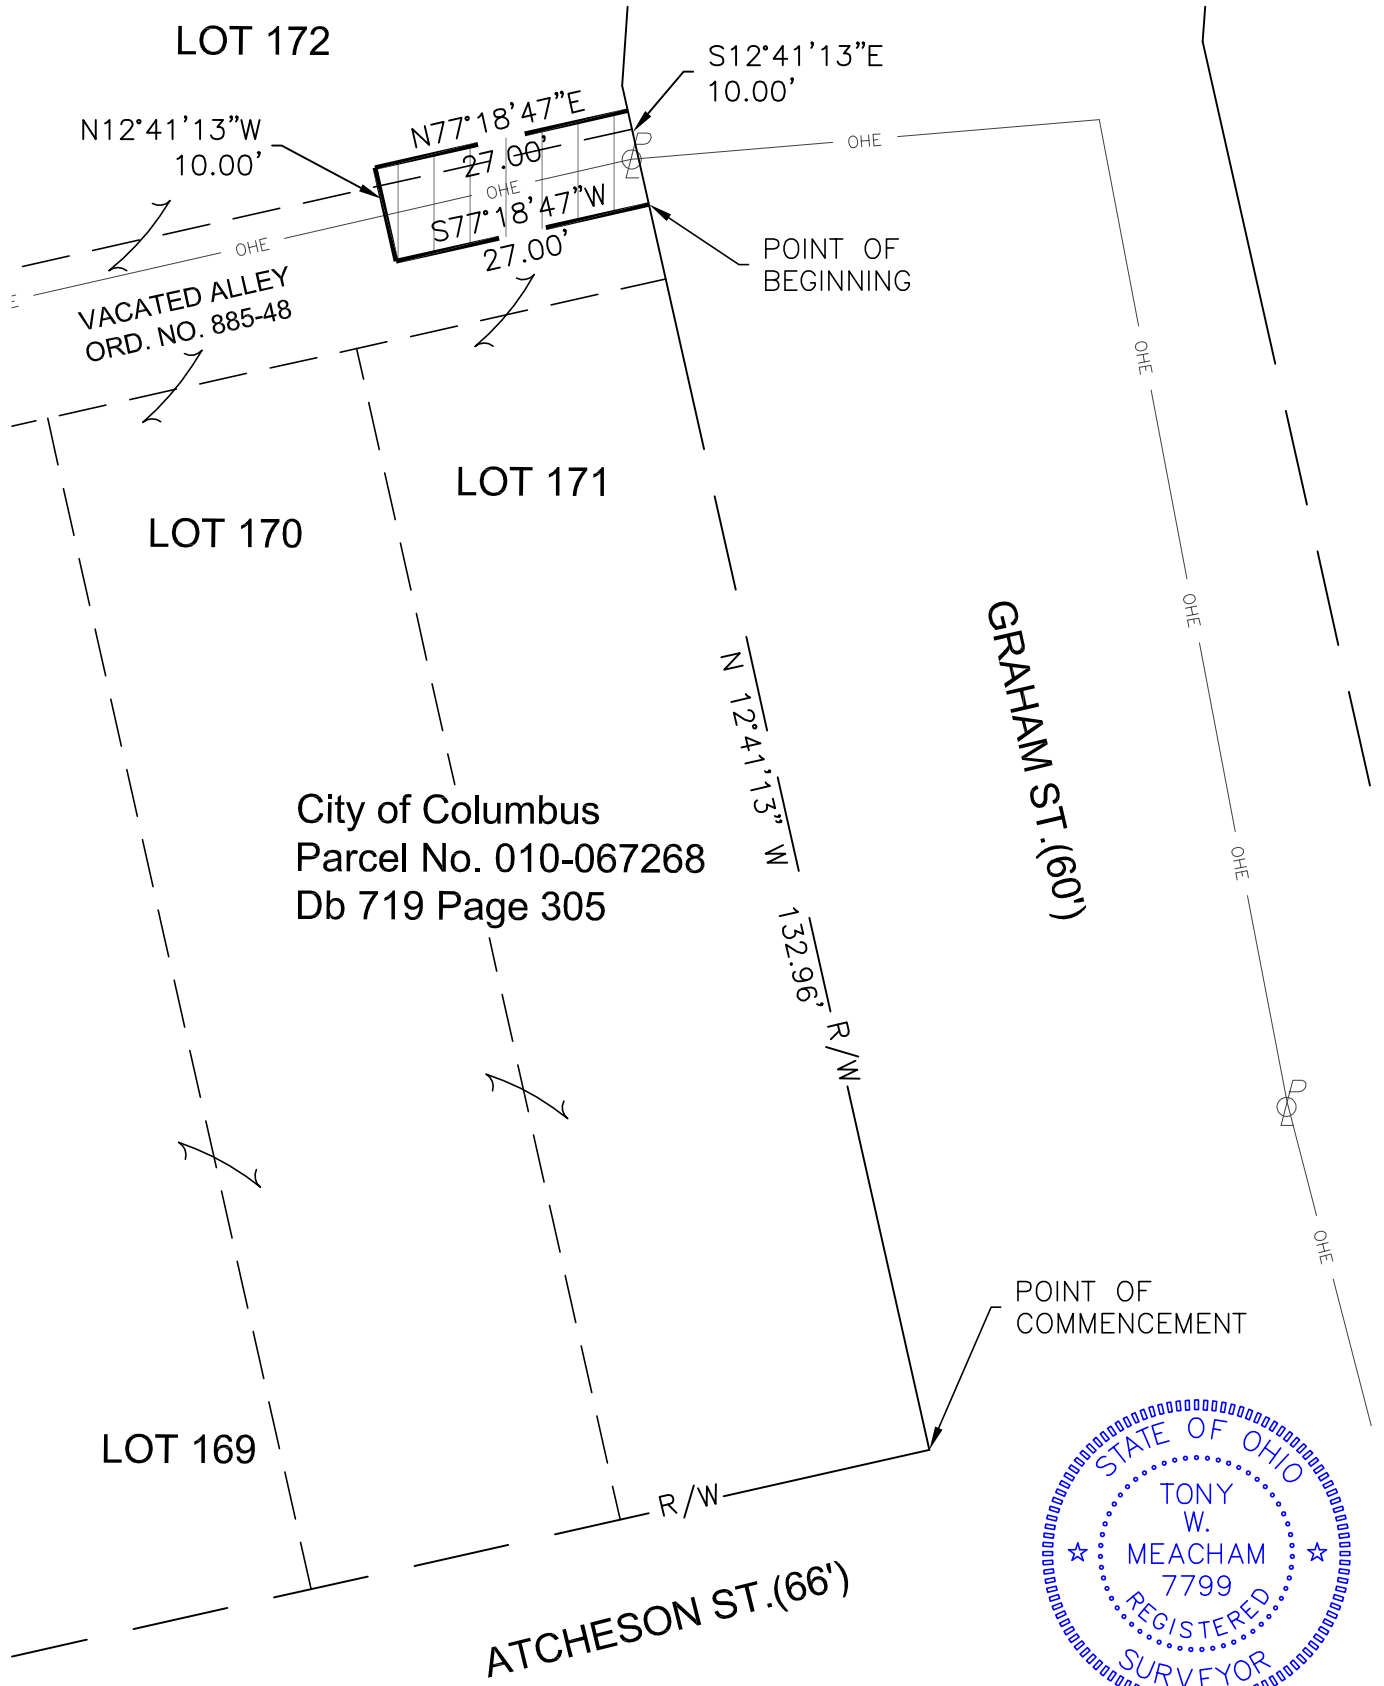 LOT 172
S12°41'13"E
10.00'
N12°41'13"W
10.00'
N77°18'47"E
27.00'
OHE
OHE
S77°18'47"W
27.00'
OHE
E
POINT OF
BEGINNING
VACATED ALLEY
ORD. NO. 885-48
OHE
LOT 171
LOT 170
OHE
GRAHAM ST.(60')
N 12°41'13" W 132.96'
R/W
City of Columbus
Parcel No. 010-067268
Db 719 Page 305
OHE
P
P
OHE
POINT OF
COMMENCEMENT
LOT 169
R/W
ATCHESON ST.(66')
STATE OF OHIO
TONY
W.
MEACHAM
7799
REGISTERED
SURVEYOR